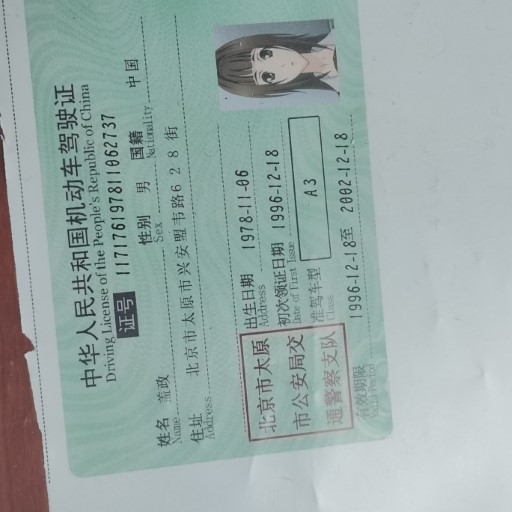 中华人民共和国机动车驾驶证
Driving License of the People's Republic of China
证号 117176197811062737
姓名 盖政 性别 男 国籍 中国
Name Sex Nationality
住址 北京市太原市兴安盟韦路628街
Address
出生日期 1978-11-06
Address
初次领证日期 1996-12-18
Date of First Issue
准驾车型 A3
Class
有效期限 1996-12-18至 2002-12-18
Valid Period
北京市太原
市公安局交
通警察支队